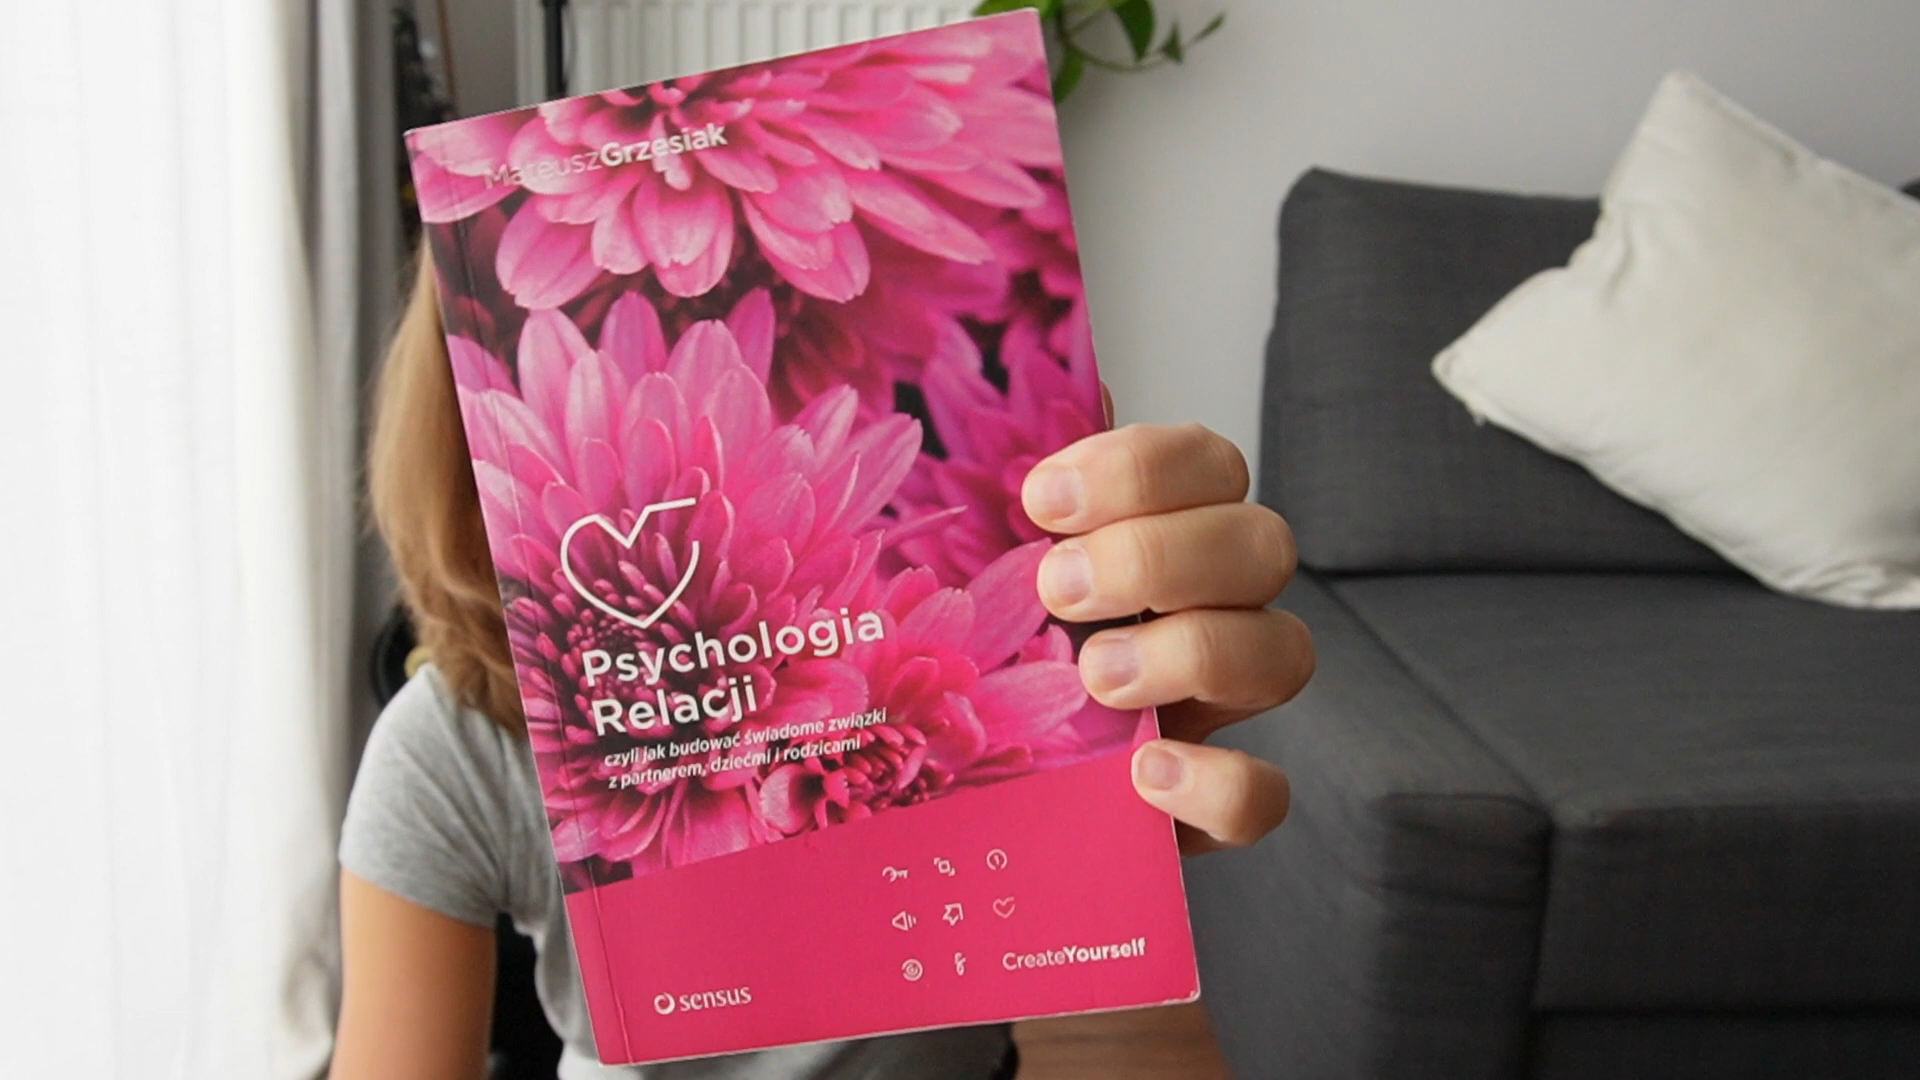 MateuszGrzesiak
Psychologia
Relacji
czyli jak budować świadome związki
z partnerem, dziećmi i rodzicami
CreateYourself
sensus